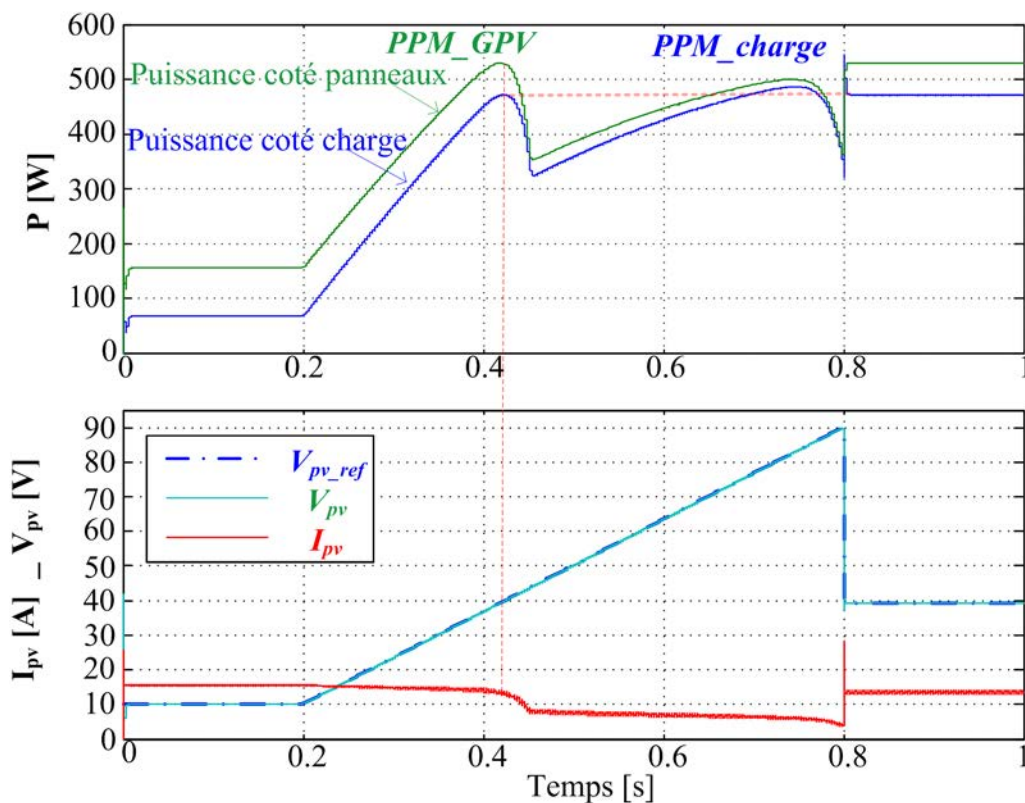 600
500
400
300
200
100
0
P [W]
PPM_GPV
PPM_charge
Puissance coté panneaux
Puissance coté charge
0 0.2 0.4 0.6 0.8 1
90
80
70
60
50
40
30
20
10
0
I_pv [A] _ V_pv [V]
V_pv_ref
V_pv
I_pv
0 0.2 0.4 0.6 0.8 1
Temps [s]